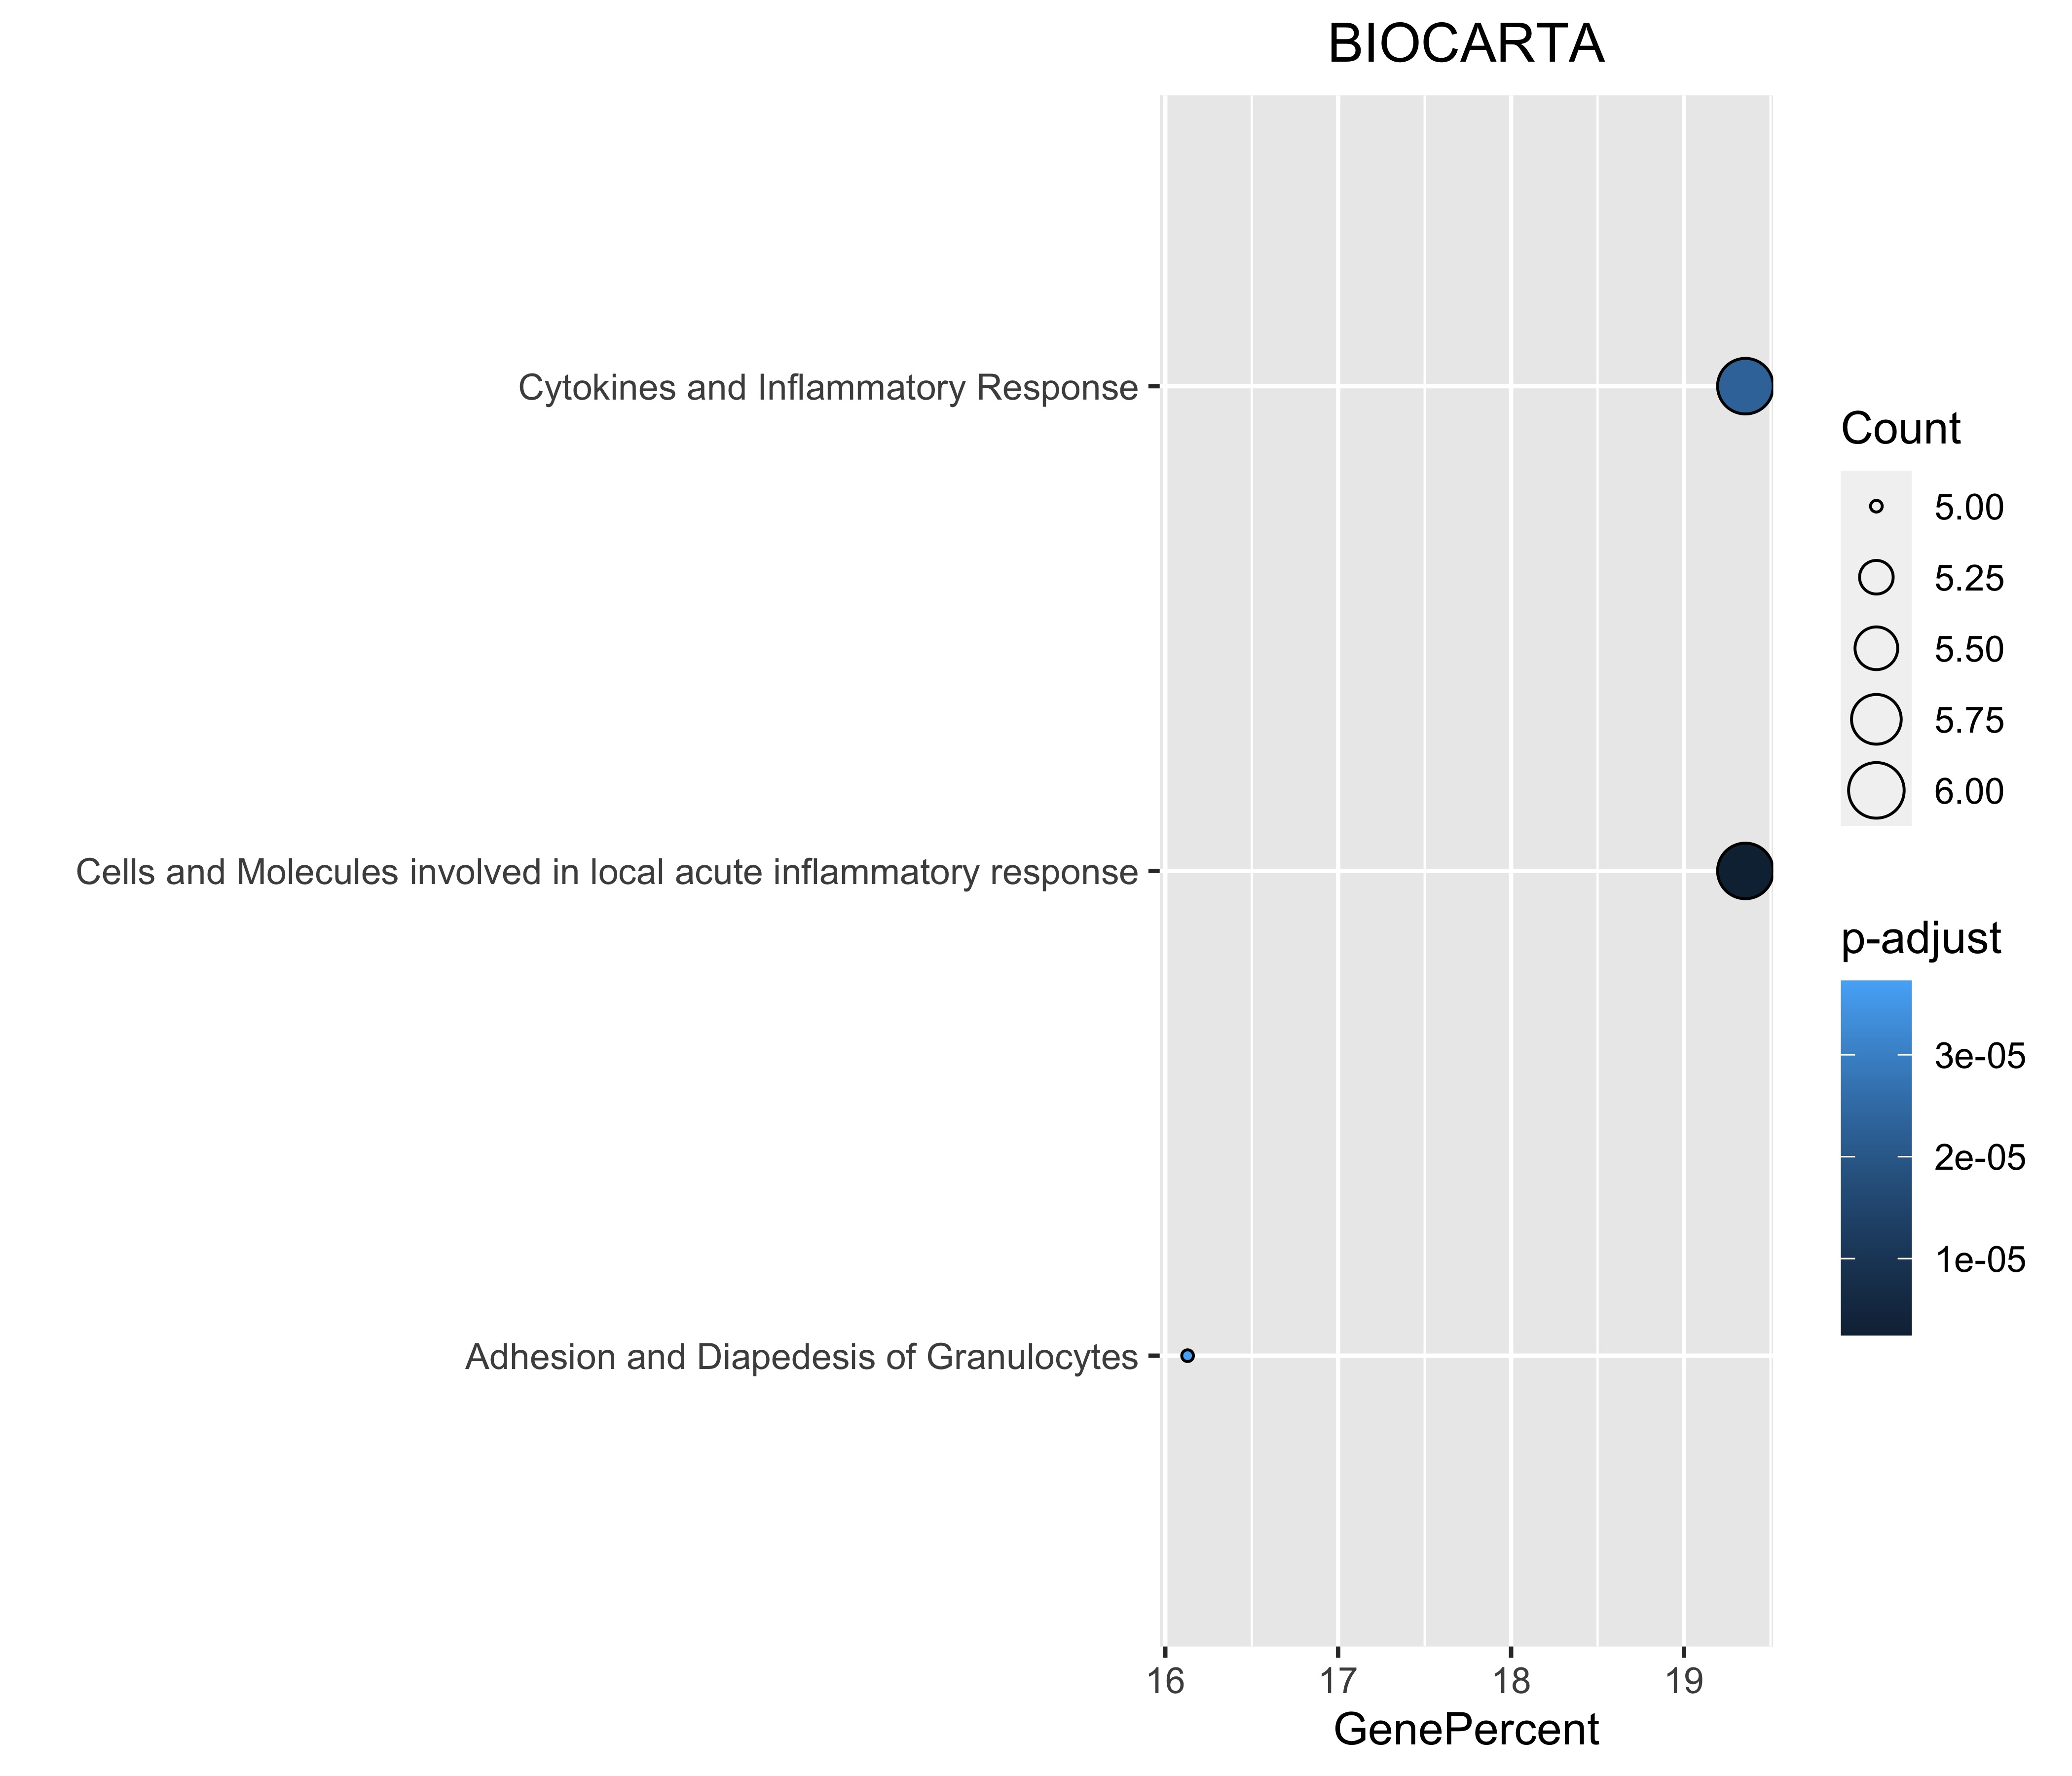 BIOCARTA
Cytokines and Inflammatory Response
Cells and Molecules involved in local acute inflammatory response
Adhesion and Diapedesis of Granulocytes
16 17 18 19
GenePercent
Count
5.00
5.25
5.50
5.75
6.00
p-adjust
3e-05
2e-05
1e-05